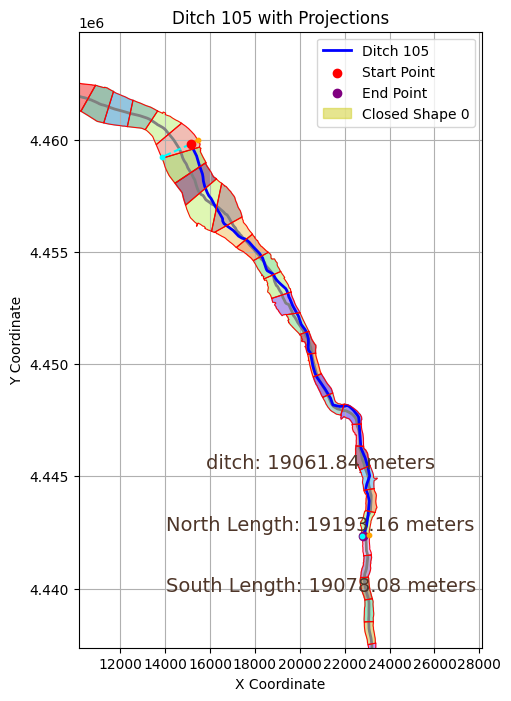 Ditch 105 with Projections
1e6
Ditch 105
Start Point
End Point
Closed Shape 0
4.460
4.455
4.450
4.445
4.440
Y Coordinate
ditch: 19061.84 meters
North Length: 19193.16 meters
South Length: 19078.08 meters
12000 14000 16000 18000 20000 22000 24000 26000 28000
X Coordinate